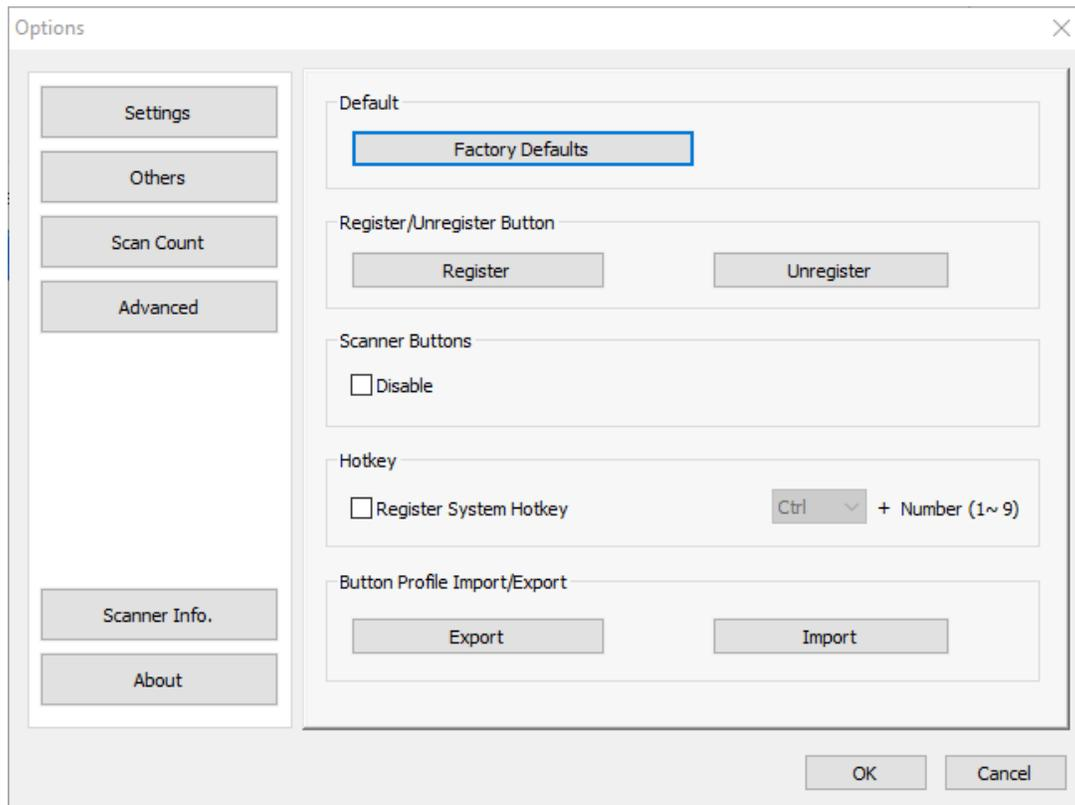 Options
Settings
Others
Scan Count
Advanced
Scanner Info.
About
Default
Factory Defaults
Register/Unregister Button
Register Unregister
Scanner Buttons
Disable
Hotkey
Register System Hotkey Ctrl + Number (1~ 9)
Button Profile Import/Export
Export Import
OK Cancel